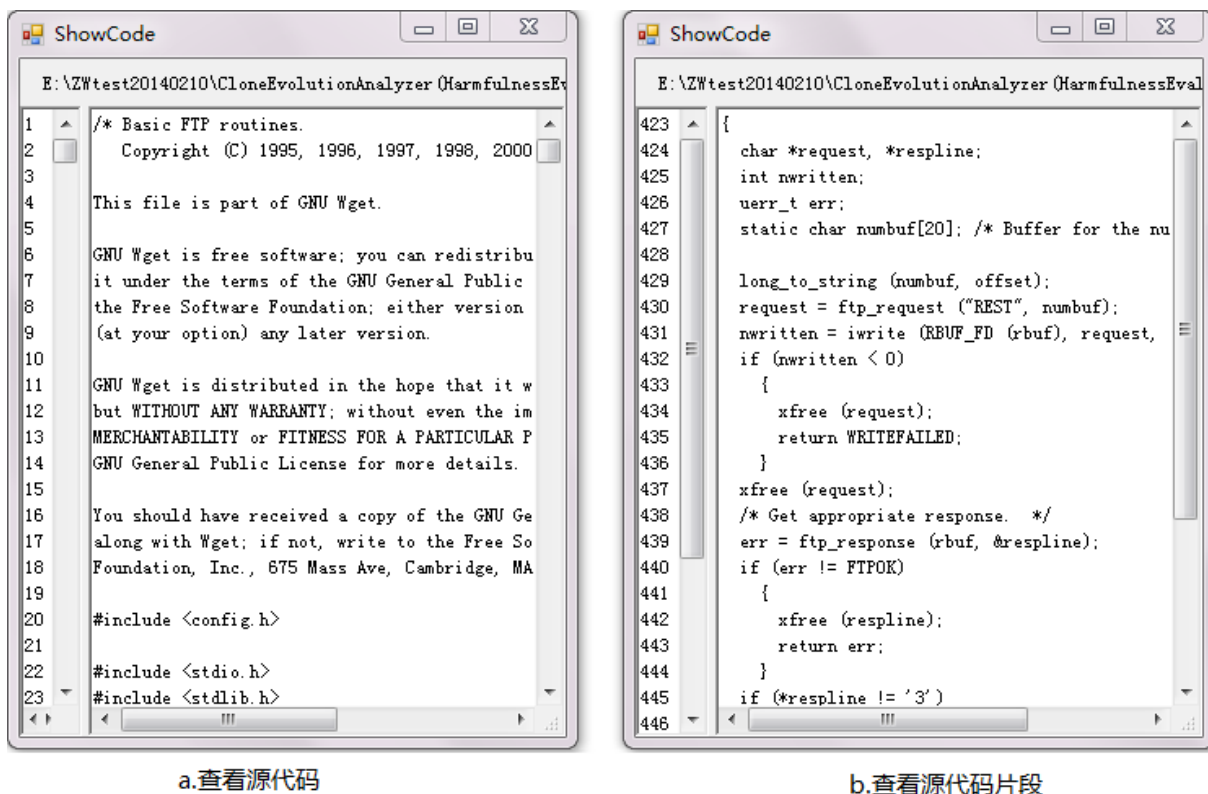 ShowCode
E:\ZWtest20140210\CloneEvolutionAnalyzer(HarmfulnessEv
1 /* Basic FTP routines.
2 Copyright (C) 1995, 1996, 1997, 1998, 2000
3
4 This file is part of GNU Wget.
5
6 GNU Wget is free software; you can redistribu
7 it under the terms of the GNU General Public
8 the Free Software Foundation; either version
9 (at your option) any later version.
10
11 GNU Wget is distributed in the hope that it w
12 but WITHOUT ANY WARRANTY; without even the im
13 MERCHANTABILITY or FITNESS FOR A PARTICULAR P
14 GNU General Public License for more details.
15
16 You should have received a copy of the GNU Ge
17 along with Wget; if not, write to the Free So
18 Foundation, Inc., 675 Mass Ave, Cambridge, MA
19
20 #include <config.h>
21
22 #include <stdio.h>
23 #include <stdlib.h>
a.查看源代码
ShowCode
E:\ZWtest20140210\CloneEvolutionAnalyzer(HarmfulnessEval
423 {
424 char *request, *respline;
425 int nwritten;
426 uerr_t err;
427 static char numbuf[20]; /* Buffer for the nu
428
429 long_to_string (numbuf, offset);
430 request = ftp_request ("REST", numbuf);
431 nwritten = iwrite (RBUF_FD (rbuf), request,
432 if (nwritten < 0)
433 {
434 xfree (request);
435 return WRITEFAILED;
436 }
437 xfree (request);
438 /* Get appropriate response. */
439 err = ftp_response (rbuf, &respline);
440 if (err != FTPOK)
441 {
442 xfree (respline);
443 return err;
444 }
445 if (*respline != '3')
446
b.查看源代码片段